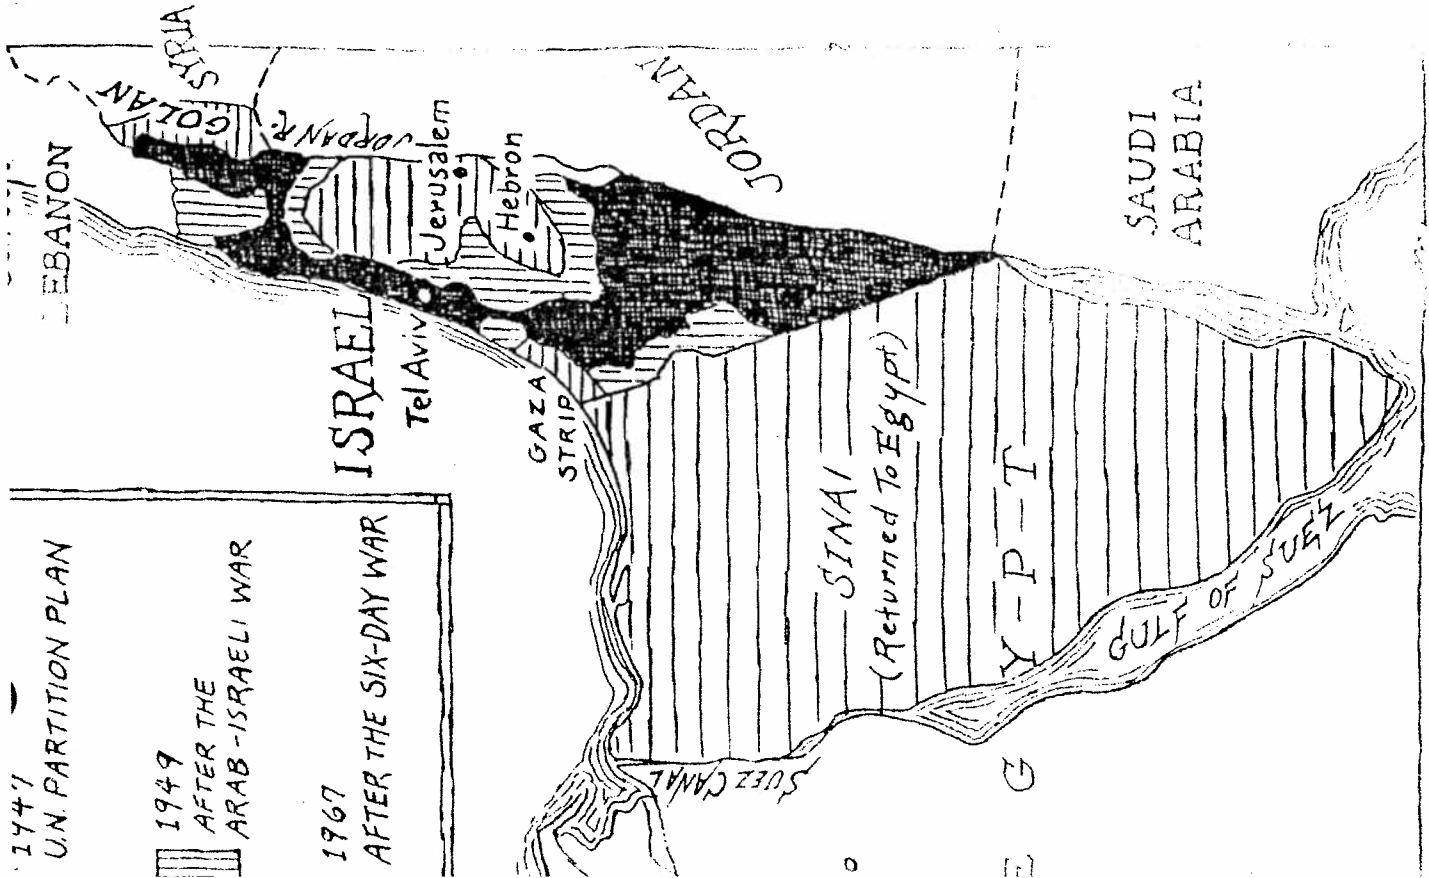 1947
U.N. PARTITION PLAN
1949
AFTER THE
ARAB-ISRAELI WAR
1967
AFTER THE SIX-DAY WAR
LEBANON
SYRIA
GOLAN
JORDAN R.
ISRAEL
Tel Aviv
Jerusalem
Hebron
GAZA
STRIP
JORDAN
SUEZ CANAL
SINAI
(Returned To Egypt)
E G Y-P-T
SAUDI
ARABIA
GULF OF SUEZ